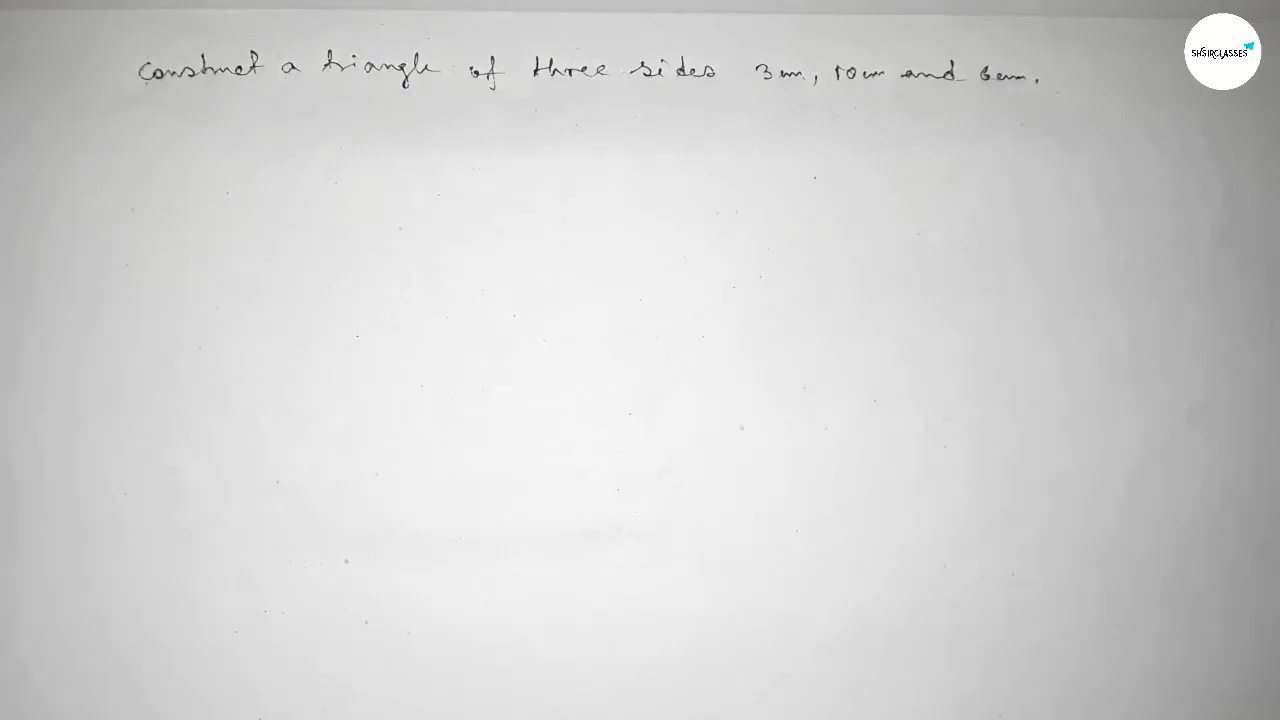 construct a triangle of three sides 3cm, 10cm and 6cm.
SHSIRCLASSES